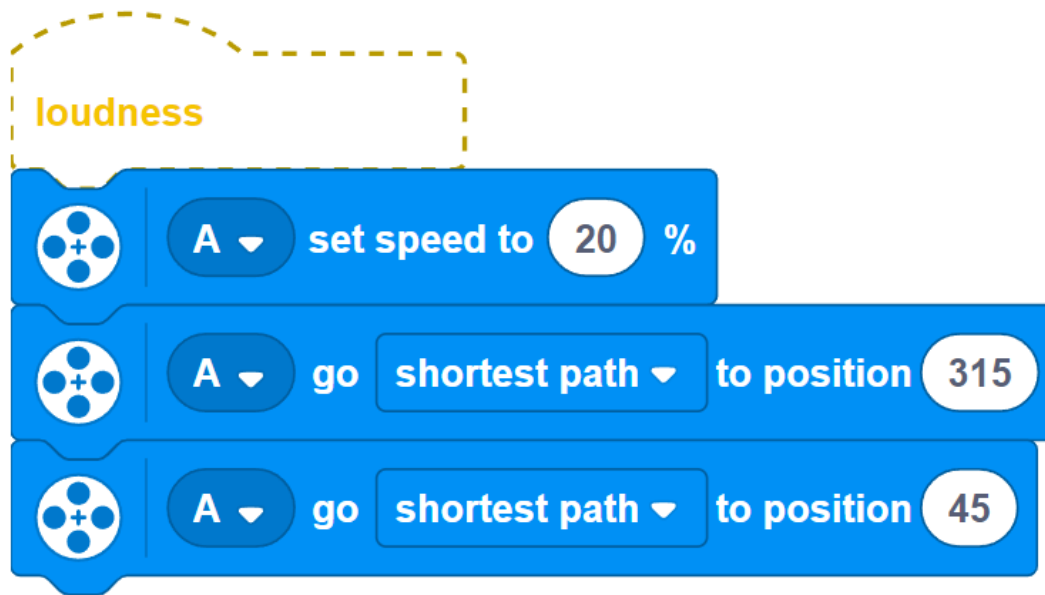 loudness
A set speed to 20 %
A go shortest path to position 315
A go shortest path to position 45